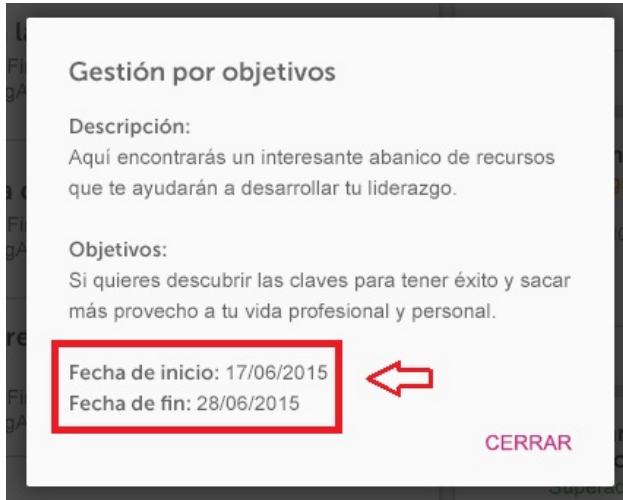 Gestión por objetivos
Descripción:
Aquí encontrarás un interesante abanico de recursos
que te ayudarán a desarrollar tu liderazgo.
Objetivos:
Si quieres descubrir las claves para tener éxito y sacar
más provecho a tu vida profesional y personal.
Fecha de inicio: 17/06/2015
Fecha de fin: 28/06/2015
CERRAR